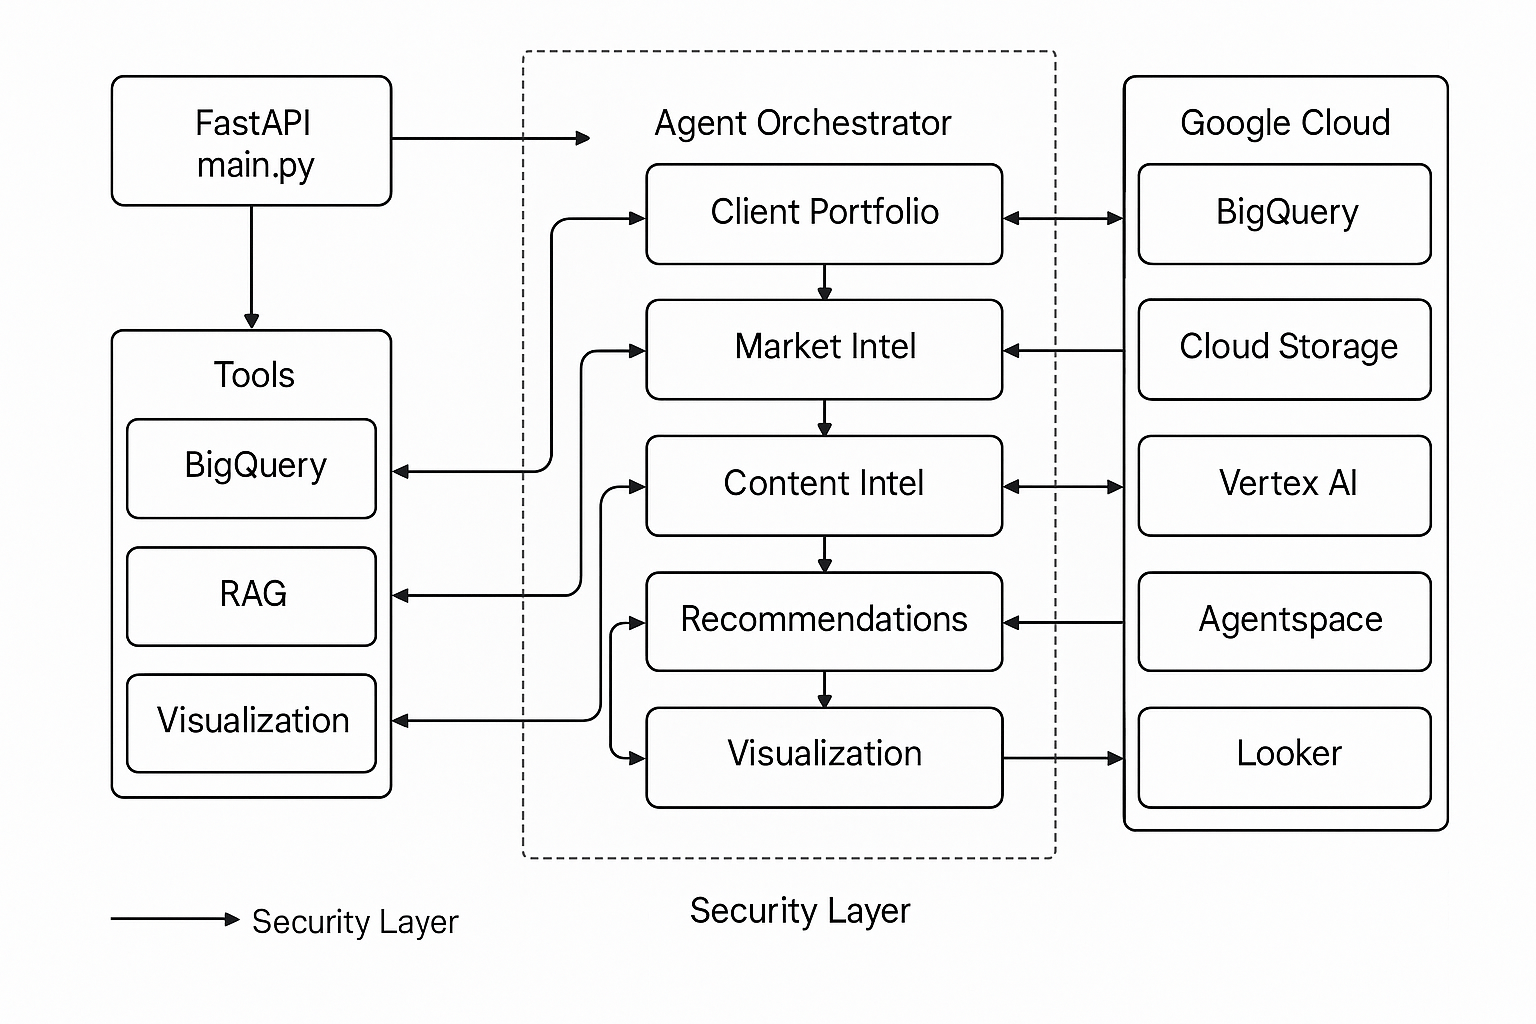 FastAPI
main.py
Tools
BigQuery
RAG
Visualization
Agent Orchestrator
Client Portfolio
Market Intel
Content Intel
Recommendations
Visualization
Google Cloud
BigQuery
Cloud Storage
Vertex AI
Agentspace
Looker
Security Layer
Security Layer